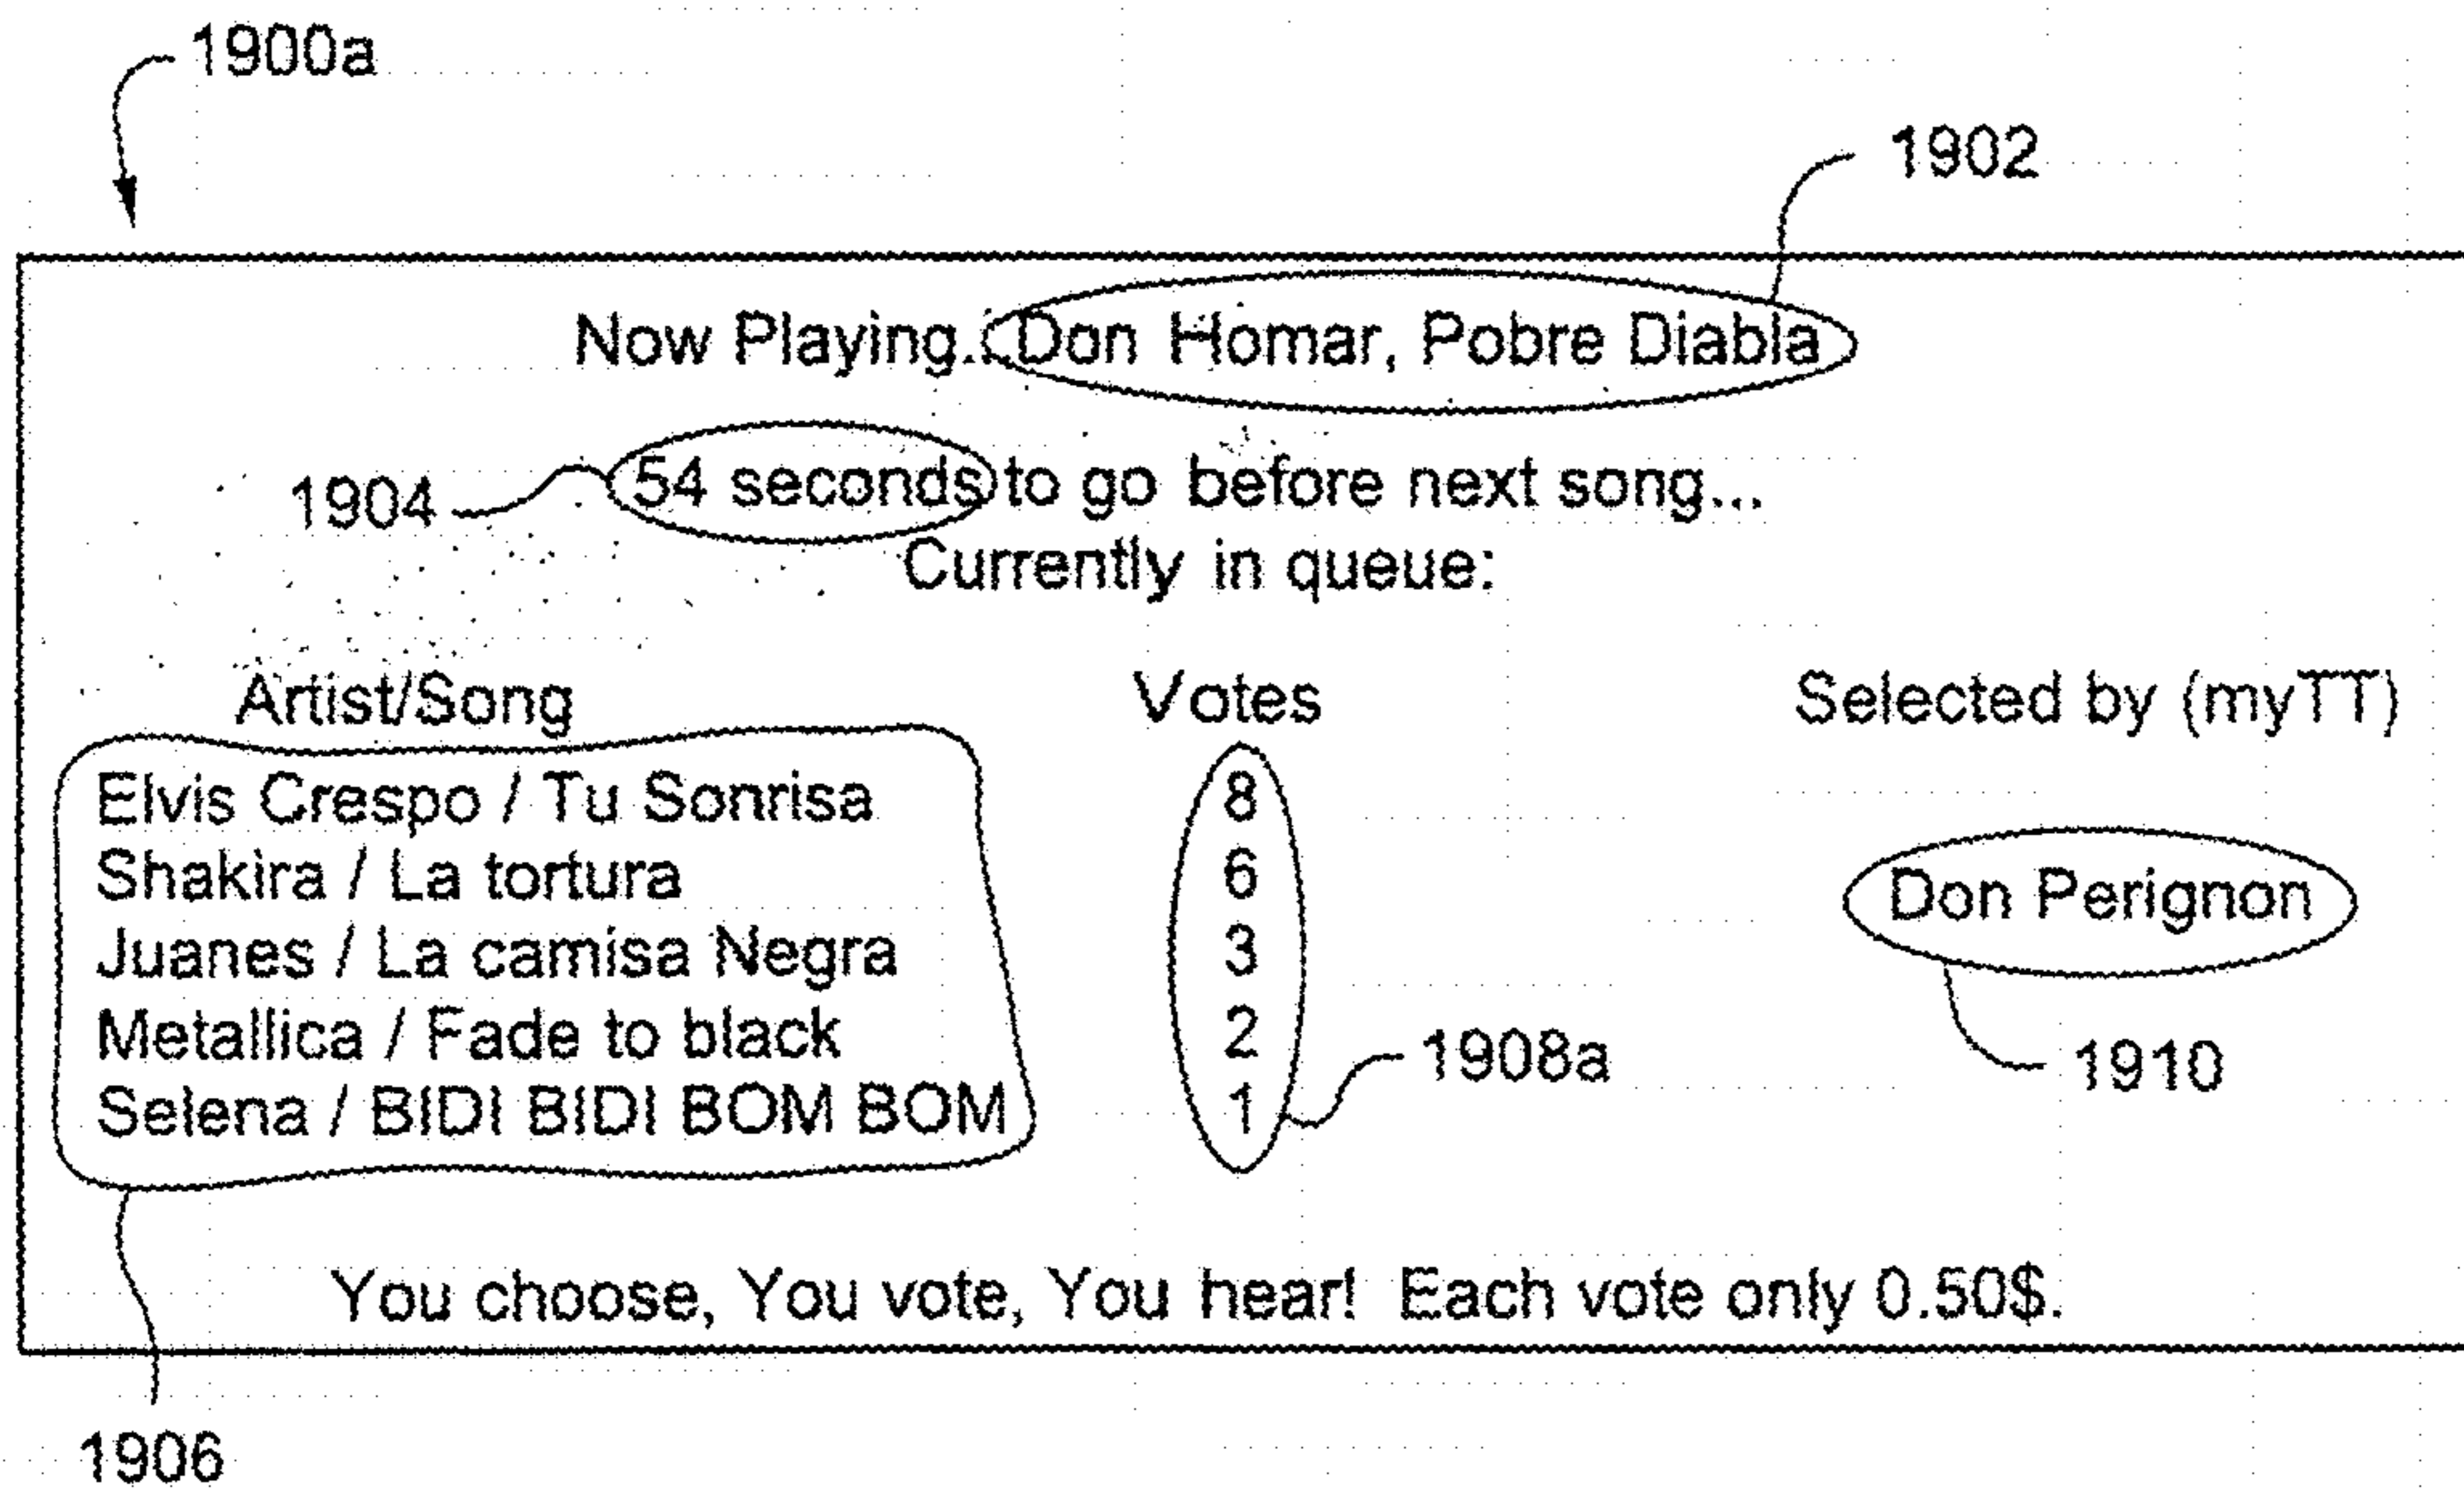 1900a
1902
Now Playing...Don Homar, Pobre Diabla
1904
54 seconds to go before next song...
Currently in queue:
Artist/Song Votes Selected by (myTT)
Elvis Crespo / Tu Sonrisa 8
Shakira / La tortura 6 Don Perignon
Juanes / La camisa Negra 3
Metallica / Fade to black 2
1908a
1910
Selena / BIDI BIDI BOM BOM 1
You choose, You vote, You hear! Each vote only 0.50$.
1906